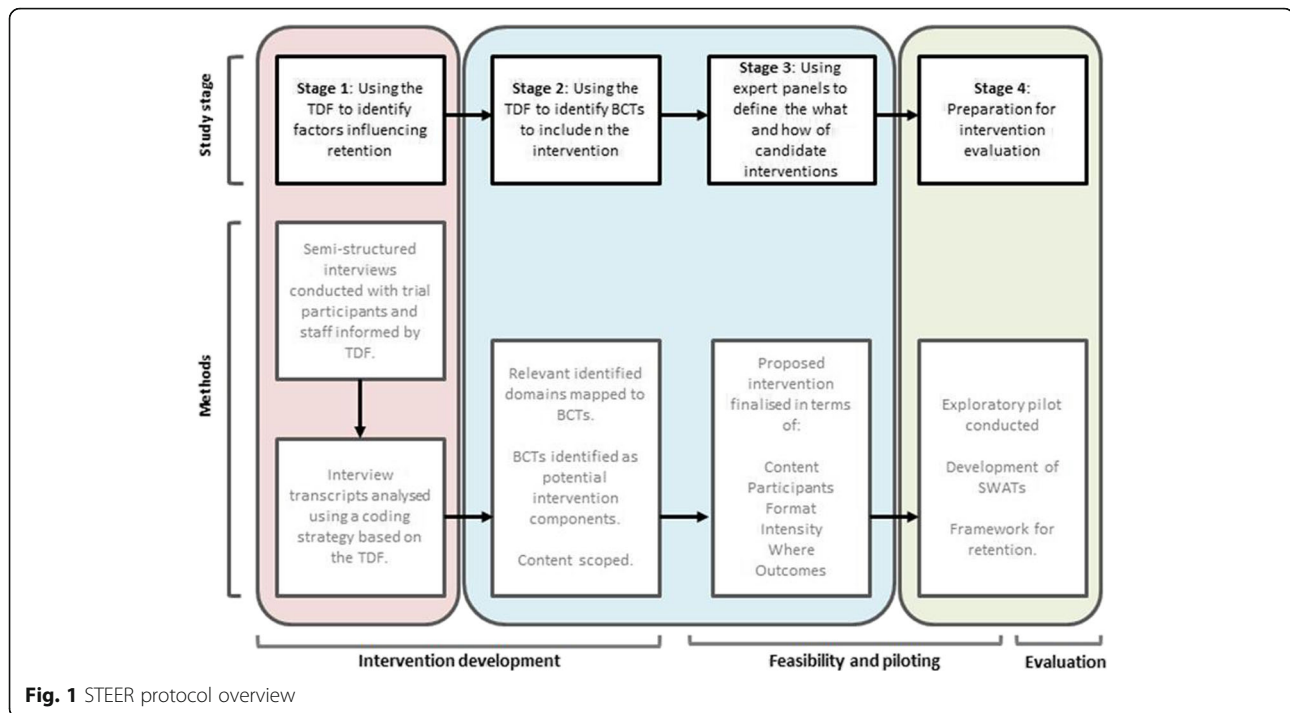 Study stage
Stage 1: Using the
TDF to identify
factors influencing
retention
Stage 2: Using the
TDF to identify BCTs
to include n the
intervention
Stage 3: Using
expert panels to
define the what
and how of
candidate
interventions
Stage 4:
Preparation for
intervention
evaluation
Methods
Semi-structured
interviews
conducted with trial
participants and
staff informed by
TDF.
Interview
transcripts analysed
using a coding
strategy based on
the TDF.
Relevant identified
domains mapped to
BCTs.
BCTs identified as
potential
intervention
components.
Content scoped.
Proposed
intervention
finalised in terms
of:
Content
Participants
Format
Intensity
Where
Outcomes
Exploratory pilot
conducted
Development of
SWATs
Framework for
retention.
Intervention development
Feasibility and piloting
Evaluation
Fig. 1 STEER protocol overview